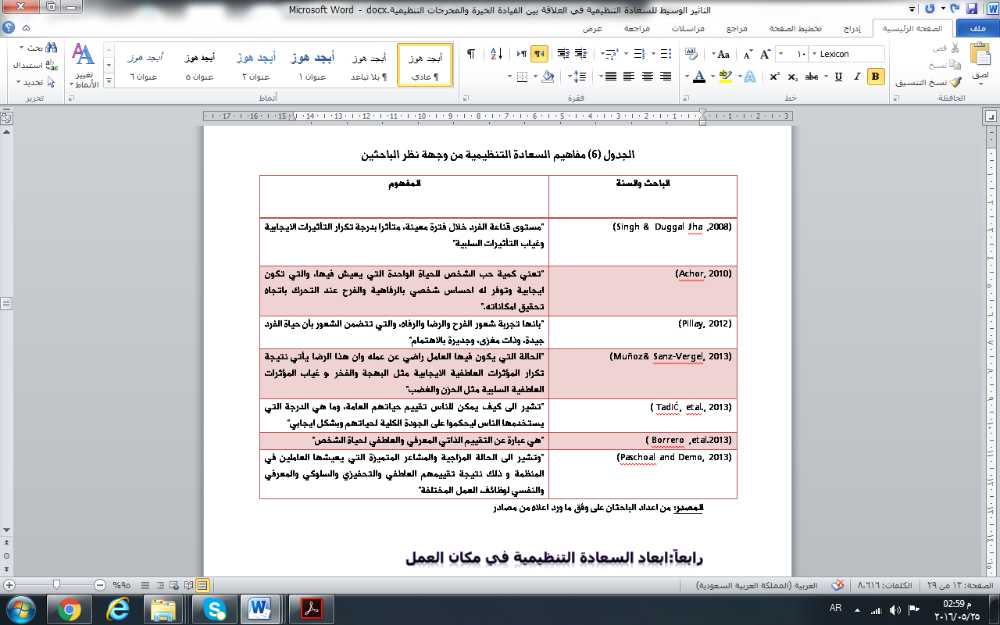 التاثير الوسيط للسعادة التنظيمية في العلاقة بين القيادة الخيرة والمخرجات التنظيمية.docx - Microsoft Word
ملف
الصفحة الرئيسية
إدراج
تخطيط الصفحة
مراجع
مراسلات
مراجعة
عرض
لصق
قص
نسخ
نسخ التنسيق
الحافظة
Lexicon
١٠
خط
فقرة
أبجد هوز
أبجد هوز
أبجد هوز
أبجد هوز
أبجد هوز
أبجد هوز
¶ عادي
¶ بلا تباعد
عنوان ١
عنوان ٢
عنوان ٥
عنوان ٦
تغيير الأنماط
أنماط
بحث
استبدال
تحديد
تحرير
الجدول (6) مفاهيم السعادة التنظيمية من وجهة نظر الباحثين
الباحث والسنة
المفهوم
(Singh & Duggal Jha ,2008)
"مستوى قناعة الفرد خلال فترة معينة، متأثرا بدرجة تكرار التأثيرات الايجابية
وغياب التأثيرات السلبية"
(Achor, 2010)
"تعني كمية حب الشخص للحياة الواحدة التي يعيش فيها، والتي تكون
ايجابية وتوفر له احساس شخصي بالرفاهية والفرح عند التحرك باتجاه
تحقيق امكاناته."
(Pillay, 2012)
"بانها تجربة شعور الفرح والرضا والرفاه، والتي تتضمن الشعور بأن حياة الفرد
جيدة، وذات مغزى، وجديرة بالاهتمام"
(Muñoz& Sanz-Vergel, 2013)
"الحالة التي يكون فيها العامل راضي عن عمله وان هذا الرضا يأتي نتيجة
تكرار المؤثرات العاطفية الايجابية مثل البهجة والفخر و غياب المؤثرات
العاطفية السلبية مثل الحزن والغضب"
( TadiĆ, etal., 2013)
"تشير الى كيف يمكن للناس تقييم حياتهم العامة، وما هي الدرجة التي
يستخدمها الناس ليحكموا على الجودة الكلية لحياتهم وبشكل ايجابي"
( Borrero ,etal.2013)
"هي عبارة عن التقييم الذاتي المعرفي والعاطفي لحياة الشخص"
(Paschoal and Demo, 2013)
"وتشير الى الحالة المزاجية والمشاعر المتميزة التي يعيشها العاملين في
المنظمة و ذلك نتيجة تقييمهم العاطفي والتحفيزي والسلوكي والمعرفي
والنفسي لوظائف العمل المختلفة"
المصدر: من اعداد الباحثان على وفق ما ورد اعلاه من مصادر
رابعاً:ابعاد السعادة التنظيمية في مكان العمل
الصفحة: ١٣ من ٢٩
الكلمات: ٨,٦١٦
العربية (المملكة العربية السعودية)
٩٥%
AR
02:59 م
٢٠١٦/٠٥/٢٥